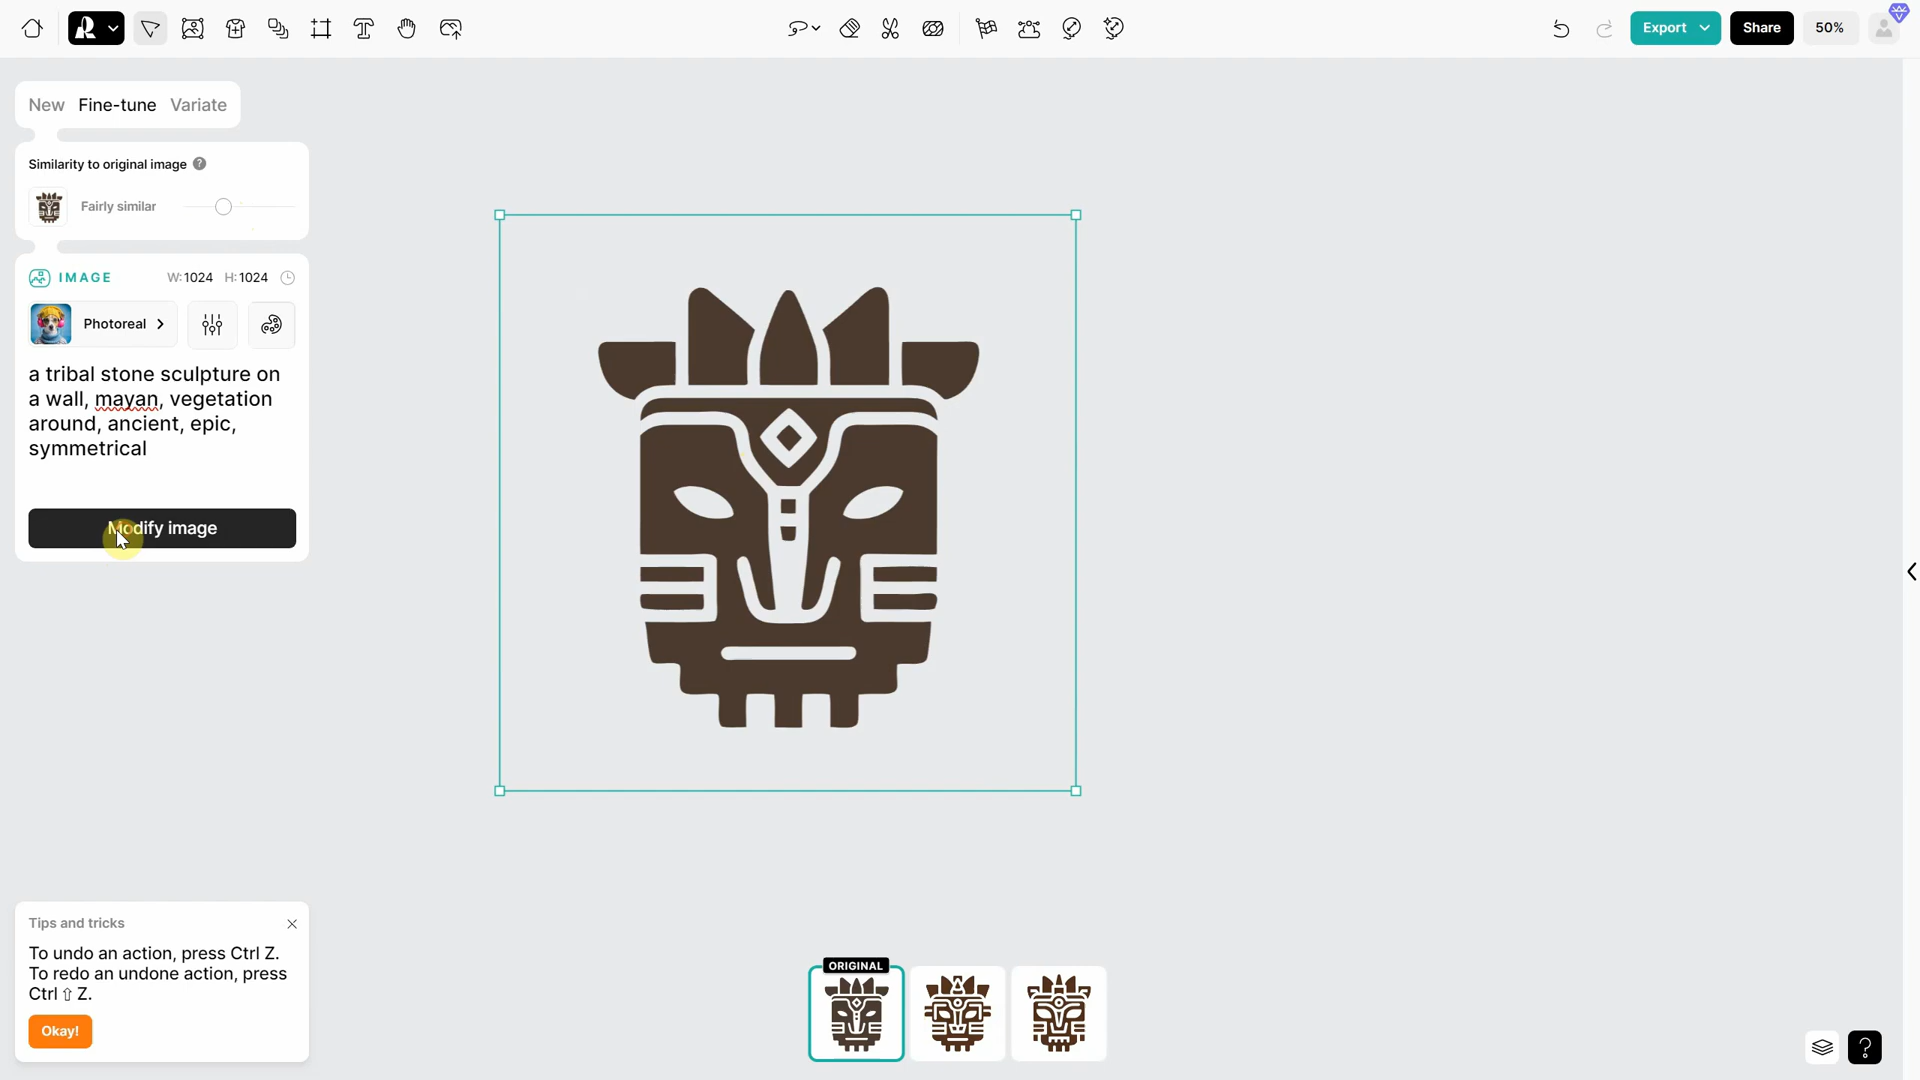 Export
Share
50%
New Fine-tune Variate
Similarity to original image ?
Fairly similar
IMAGE W:1024 H:1024
Photoreal
a tribal stone sculpture on
a wall, mayan, vegetation
around, ancient, epic,
symmetrical
Modify image
Tips and tricks
To undo an action, press Ctrl Z.
To redo an undone action, press
Ctrl ⇧ Z.
Okay!
ORIGINAL
?